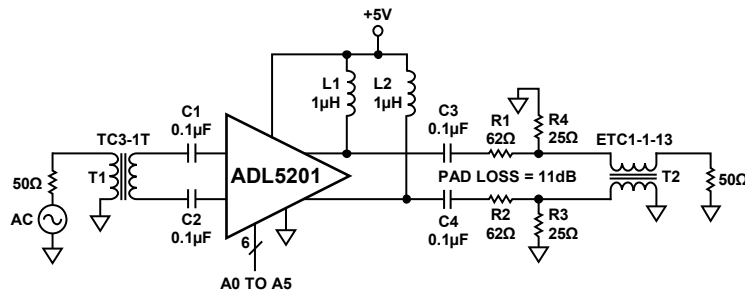 +5V
L1
1µH
L2
1µH
C1
0.1µF
C3
0.1µF
R1
62Ω
R4
25Ω
ETC1-1-13
TC3-1T
50Ω
T1
ADL5201
PAD LOSS = 11dB
T2
50Ω
AC
C2
0.1µF
C4
0.1µF
R2
62Ω
R3
25Ω
6
A0 TO A5